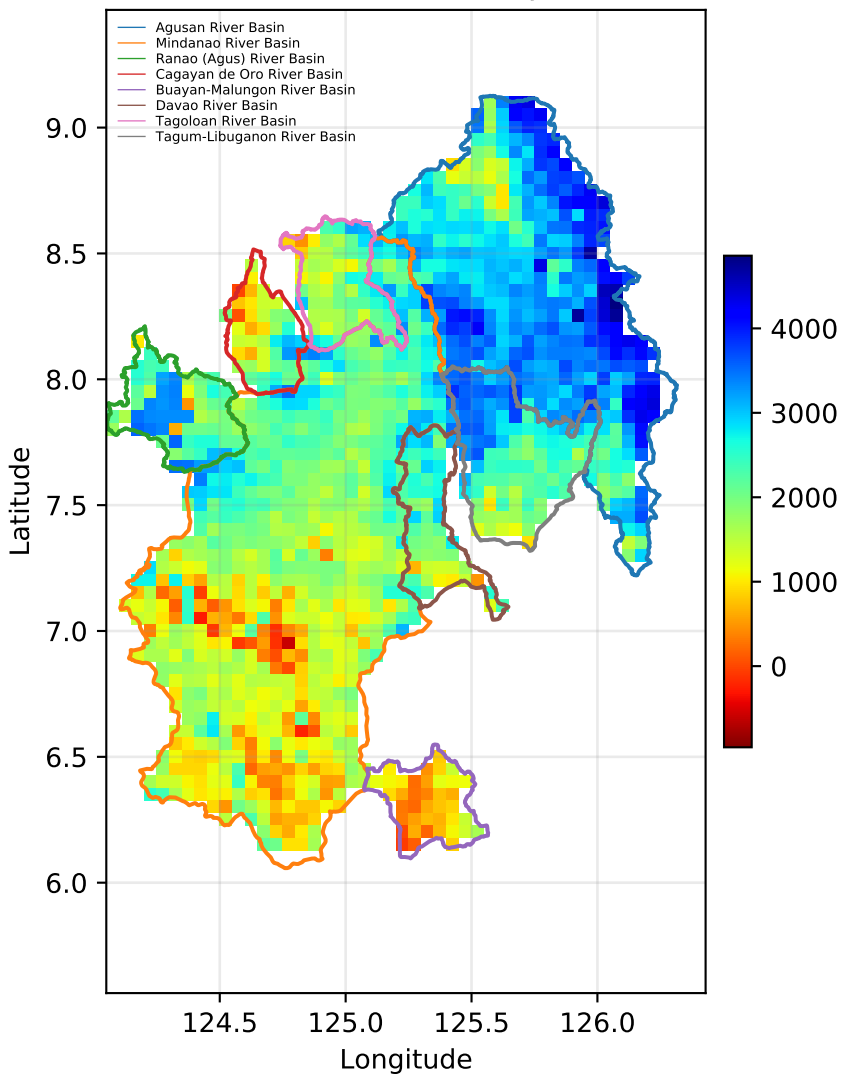 Agusan River Basin
Mindanao River Basin
Ranao (Agus) River Basin
Cagayan de Oro River Basin
Buayan-Malungon River Basin
Davao River Basin
Tagoloan River Basin
Tagum-Libuganon River Basin
9.0
8.5
8.0
7.5
7.0
6.5
6.0
Latitude
124.5 125.0 125.5 126.0
Longitude
4000
3000
2000
1000
0